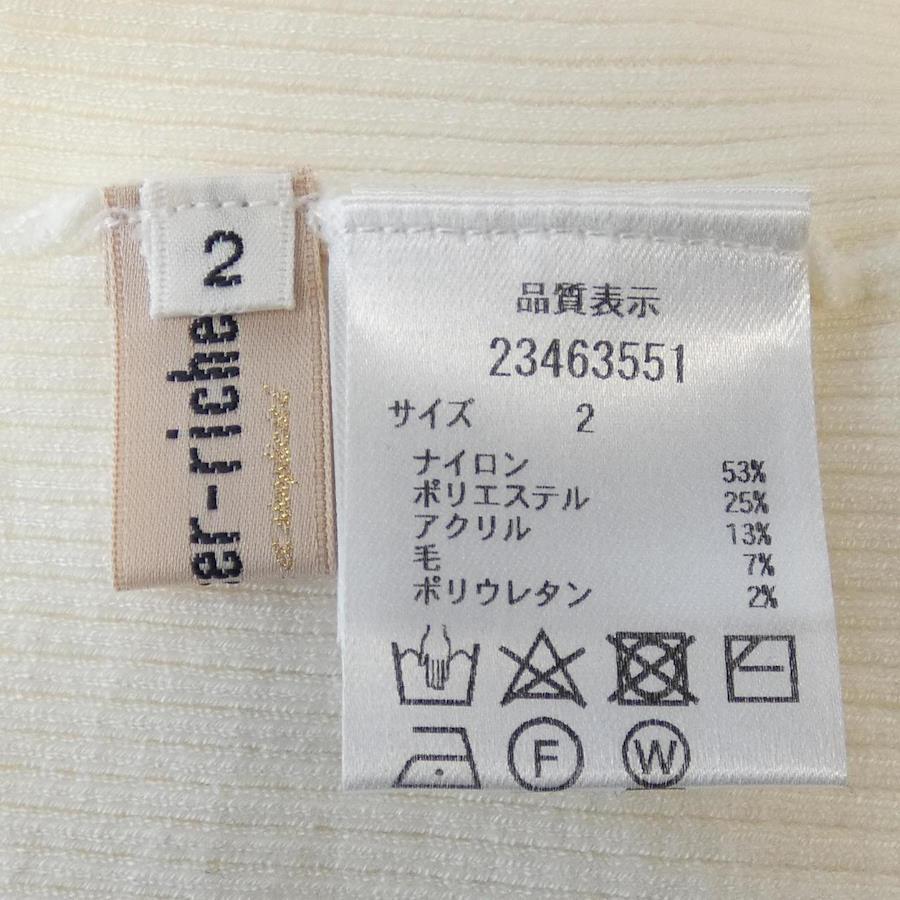 2
er-riche
品質表示
23463551
サイズ 2
ナイロン 53%
ポリエステル 25%
アクリル 13%
毛 7%
ポリウレタン 2%
F W